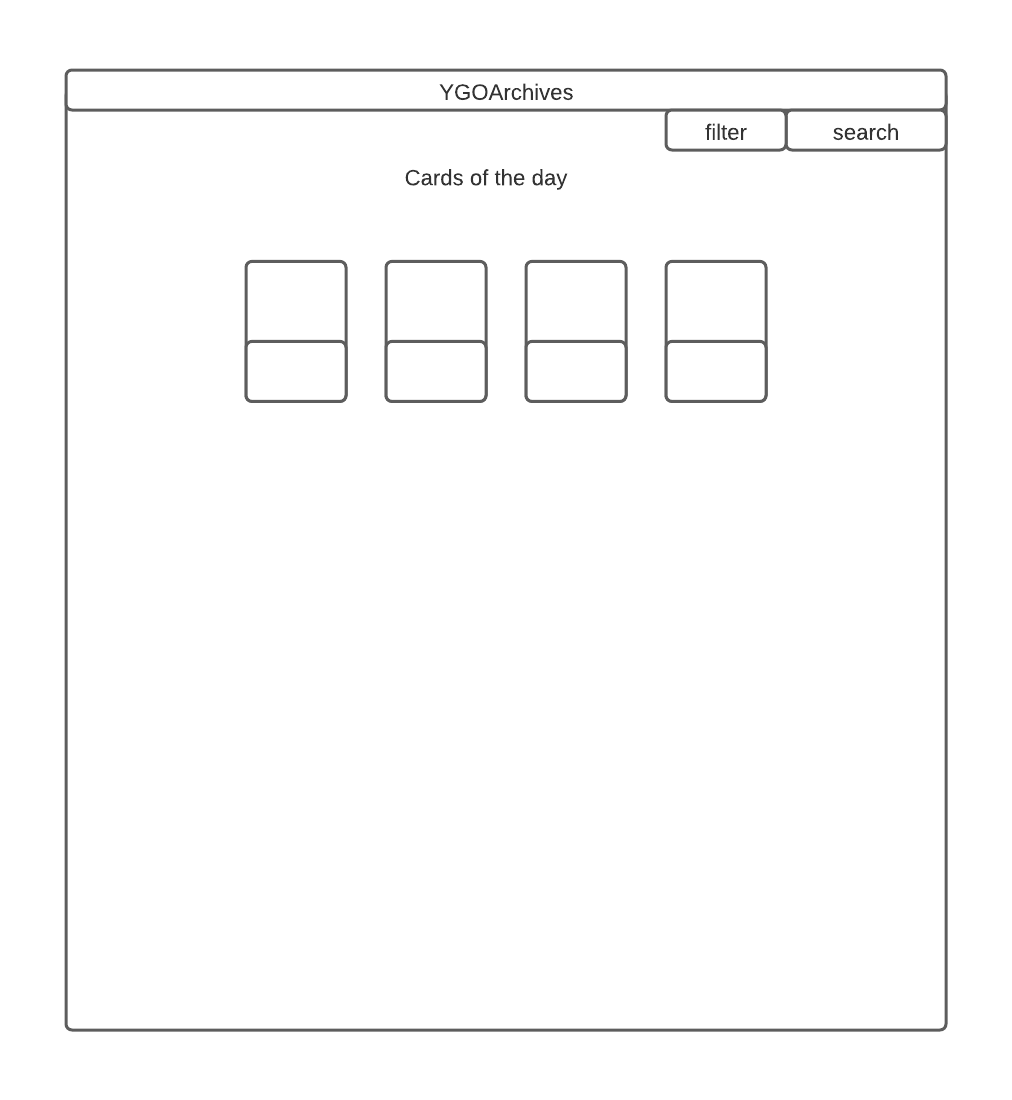 YGOArchives
filter
search
Cards of the day